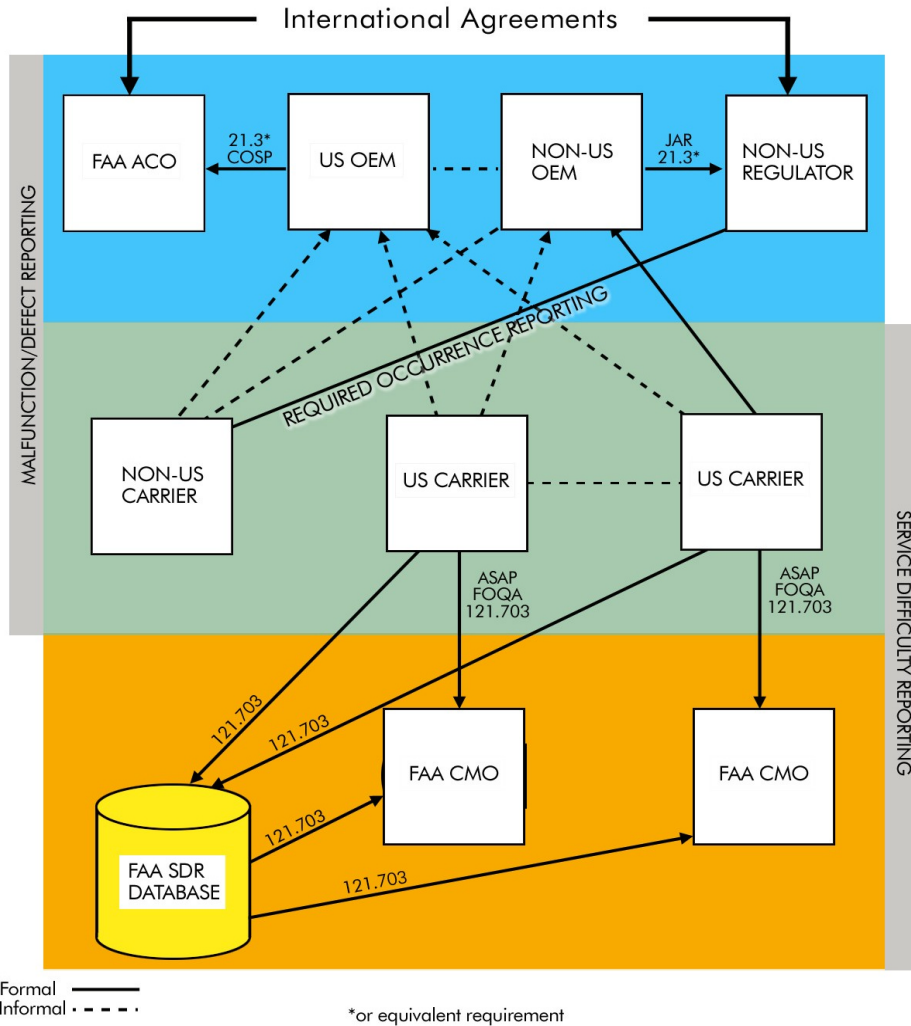 International Agreements
FAA ACO
21.3*
COSP
US OEM
NON-US
OEM
JAR
21.3*
NON-US
REGULATOR
MALFUNCTION/DEFECT REPORTING
REQUIRED OCCURRENCE REPORTING
NON-US
CARRIER
US CARRIER
US CARRIER
SERVICE DIFFICULTY REPORTING
ASAP
FOQA
121.703
ASAP
FOQA
121.703
121.703
121.703
FAA CMO
FAA CMO
121.703
121.703
FAA SDR
DATABASE
Formal
Informal
*or equivalent requirement